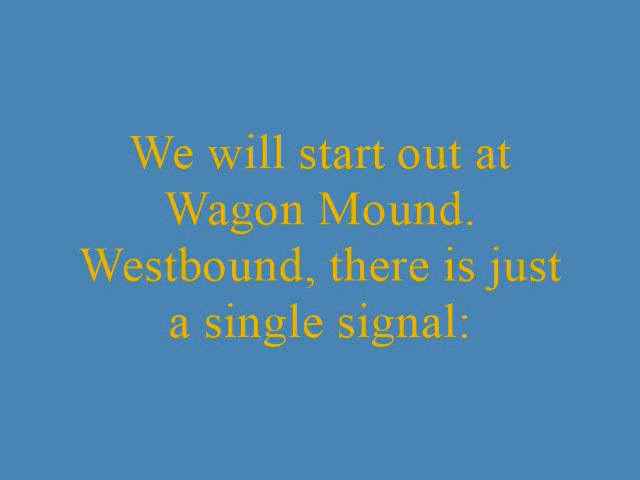 We will start out at
Wagon Mound.
Westbound, there is just
a single signal: